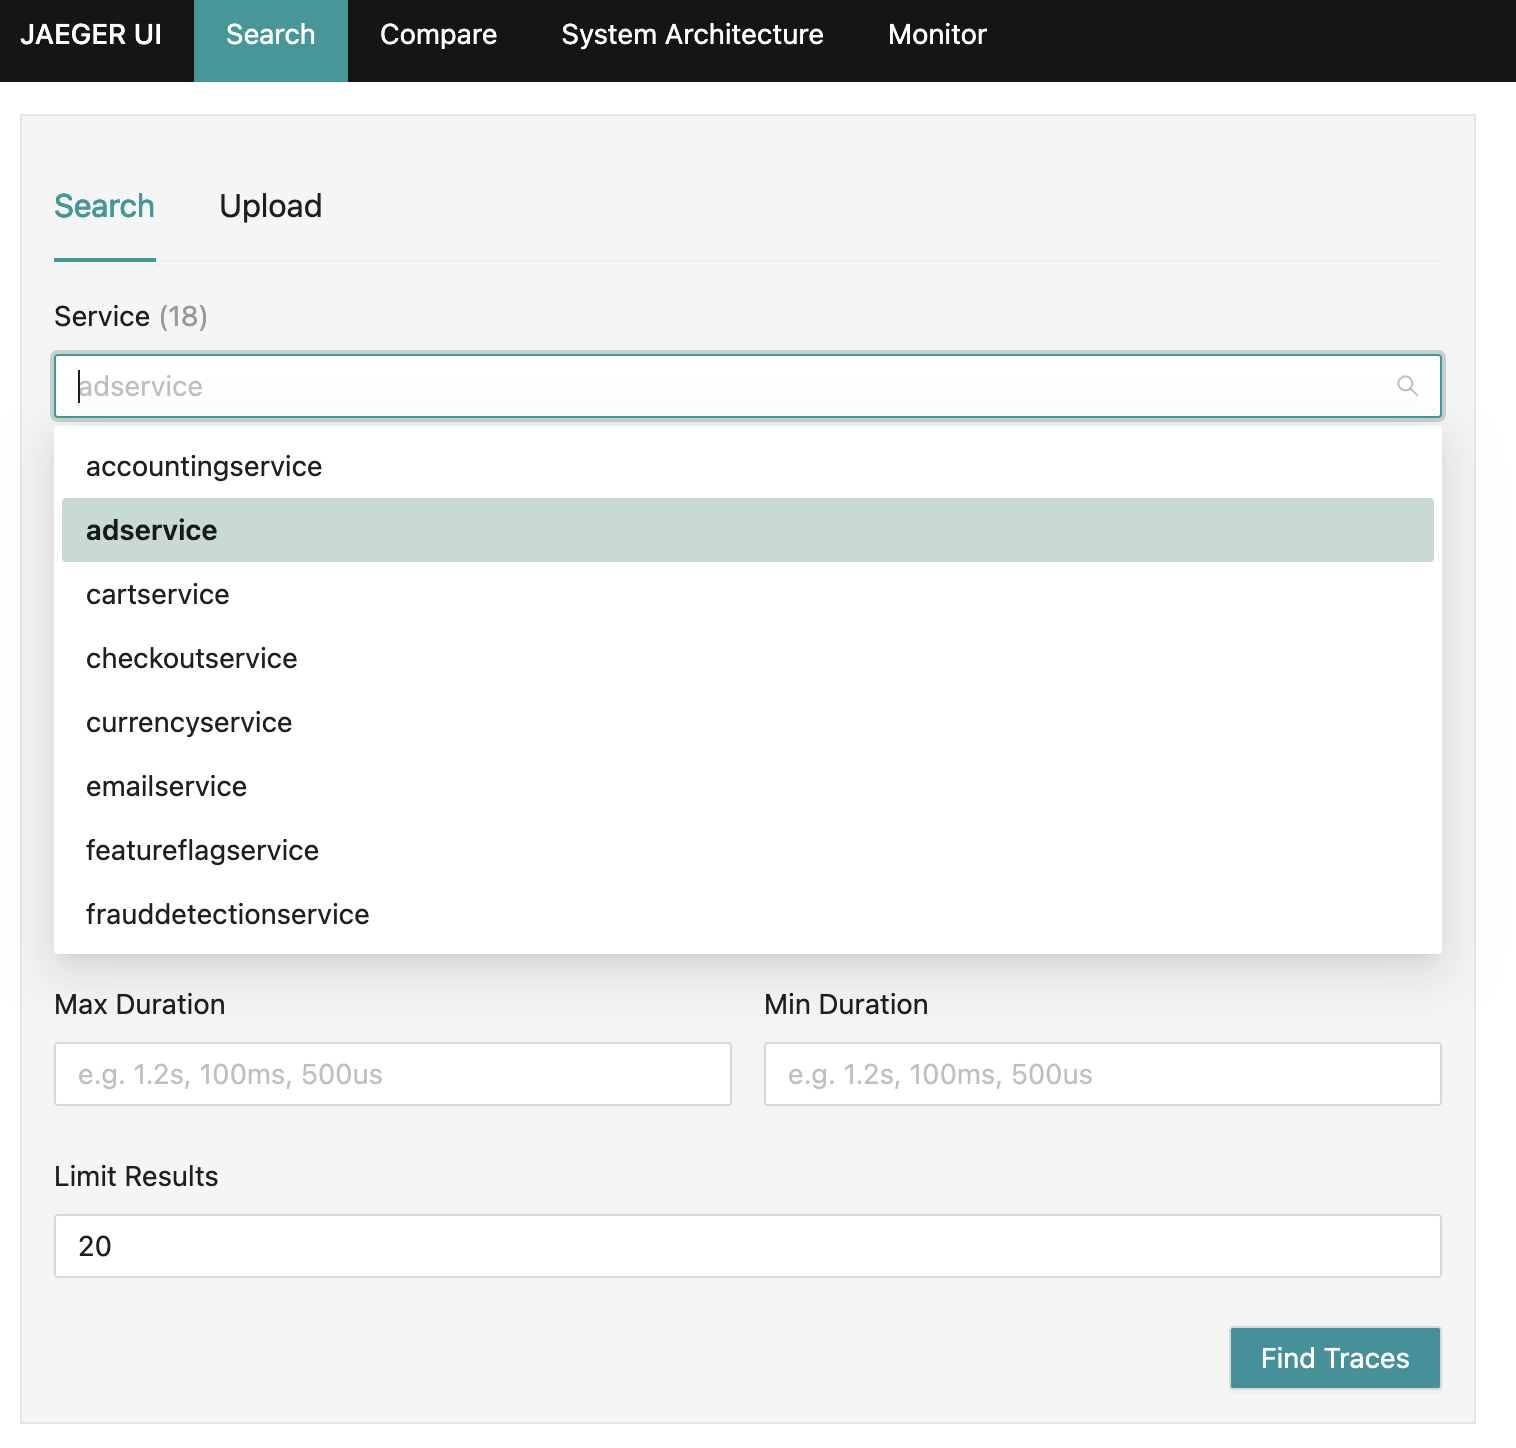 JAEGER UI Search Compare System Architecture Monitor
Search Upload
Service (18)
adservice
accountingservice
adservice
cartservice
checkoutservice
currencyservice
emailservice
featureflagservice
frauddetectionservice
Max Duration Min Duration
e.g. 1.2s, 100ms, 500us e.g. 1.2s, 100ms, 500us
Limit Results
20
Find Traces